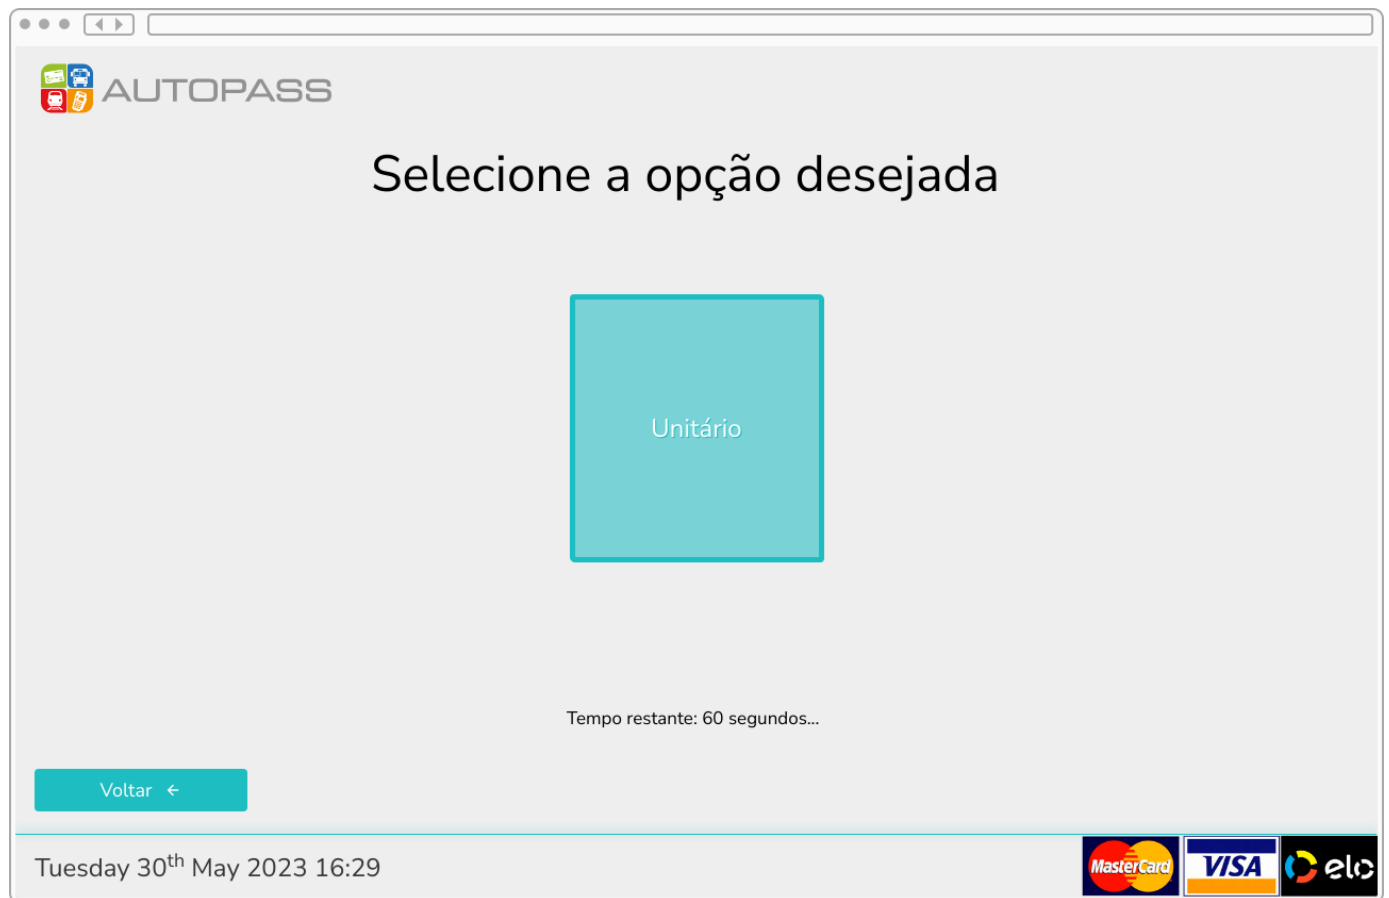 AUTOPASS
Selecione a opção desejada
Unitário
Tempo restante: 60 segundos...
Voltar ←
Tuesday 30th May 2023 16:29
MasterCard VISA elo